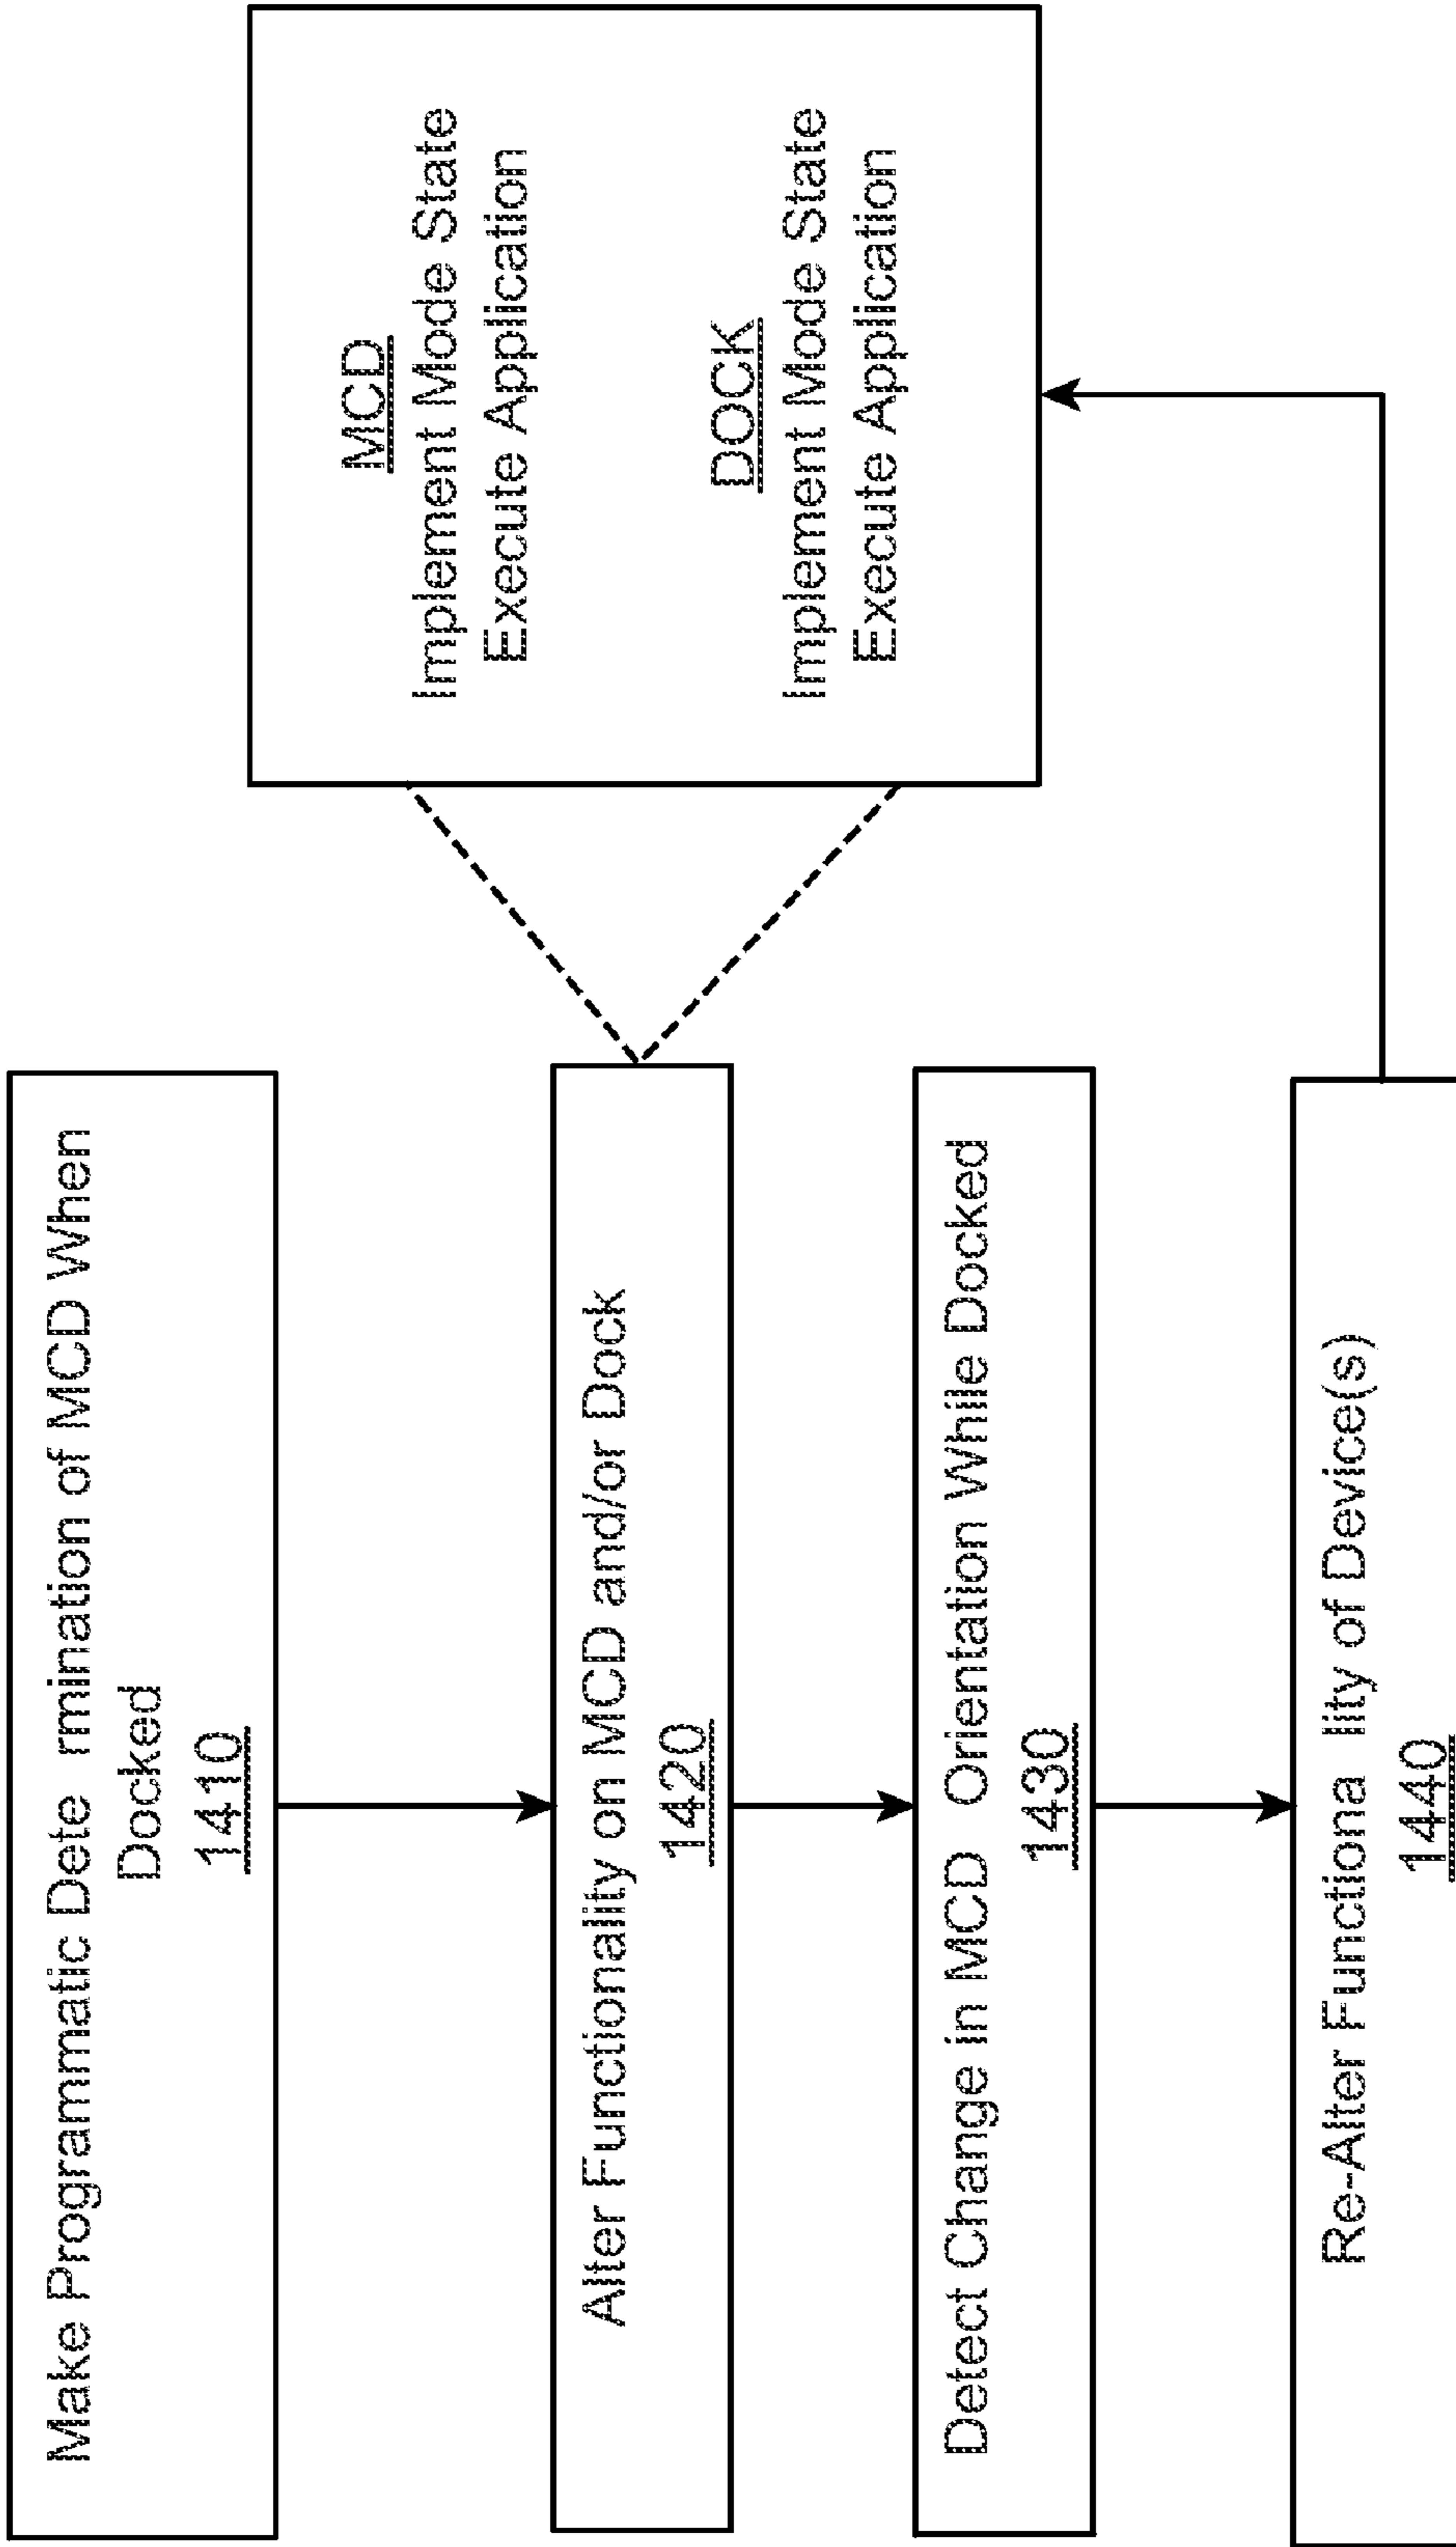 Make Programmatic Dete rmination of MCD When
Docked
1410
Alter Functionality on MCD and/or Dock
1420
Detect Change in MCD Orientation While Docked
1430
Re-Alter Functiona lity of Device(s)
1440
MCD
Implement Mode State
Execute Application
DOCK
Implement Mode State
Execute Application